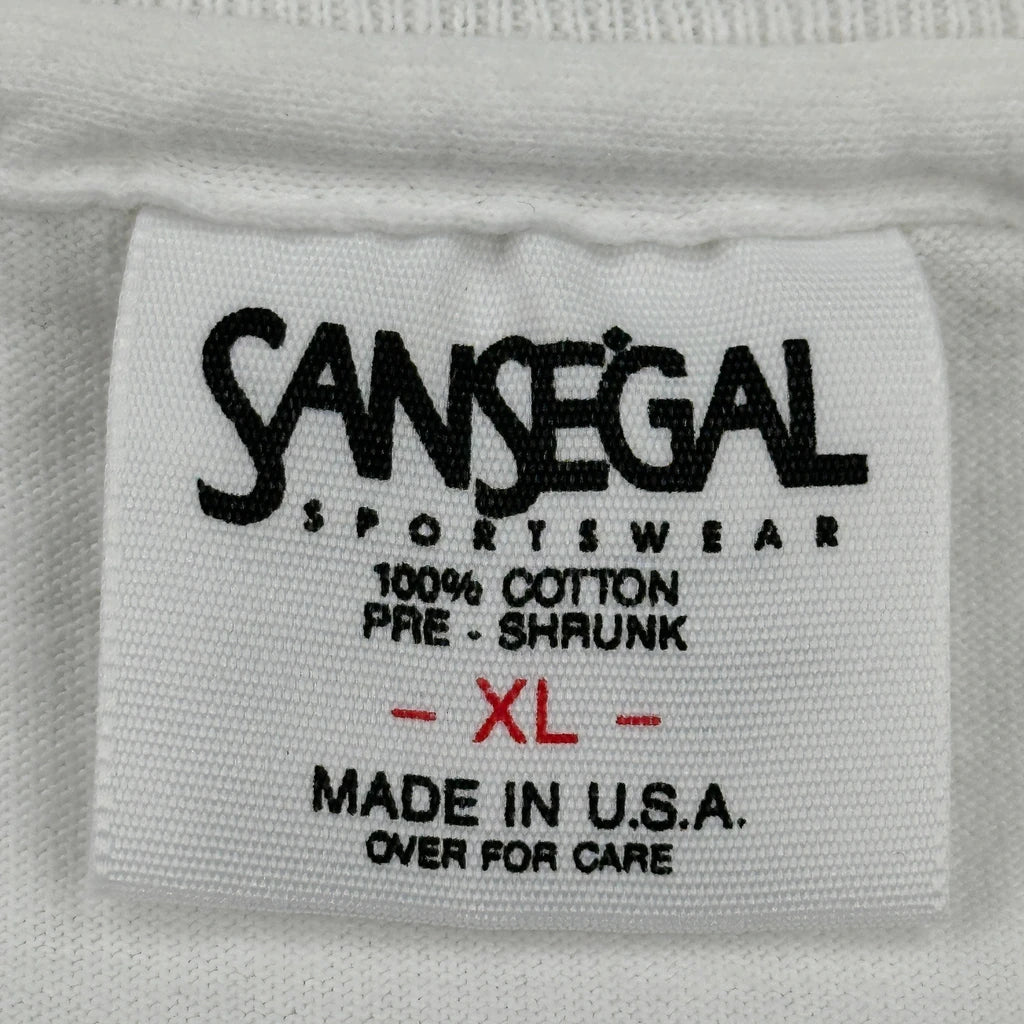 SANSEGAL
SPORTSWEAR
100% COTTON
PRE - SHRUNK
- XL -
MADE IN U.S.A.
OVER FOR CARE